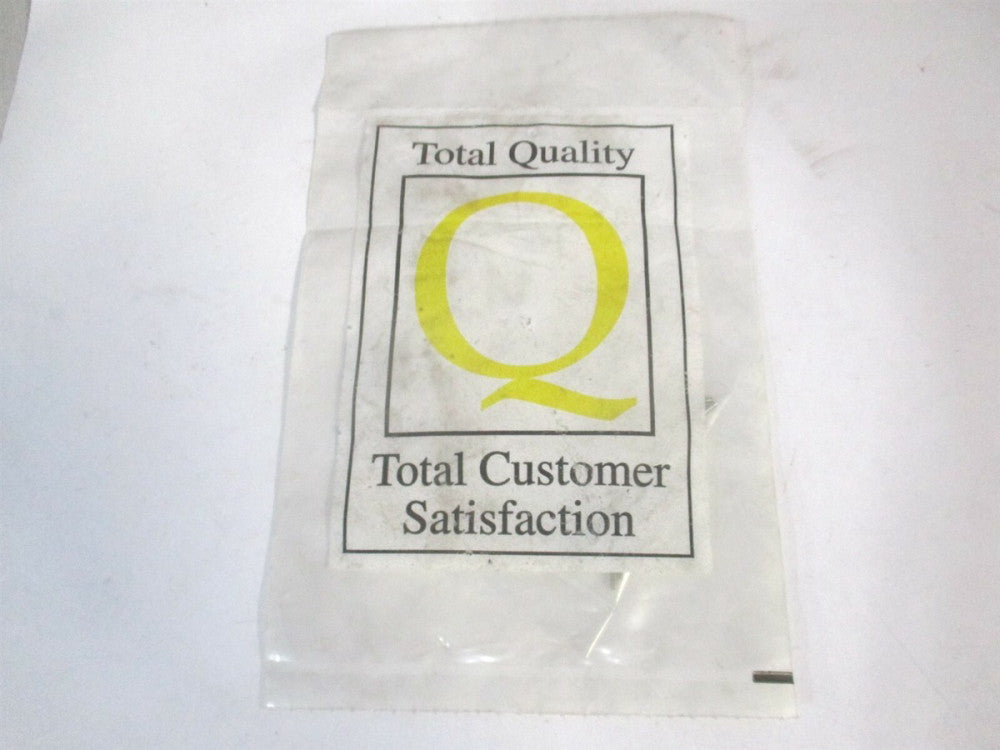 Total Quality
Q
Total Customer
Satisfaction